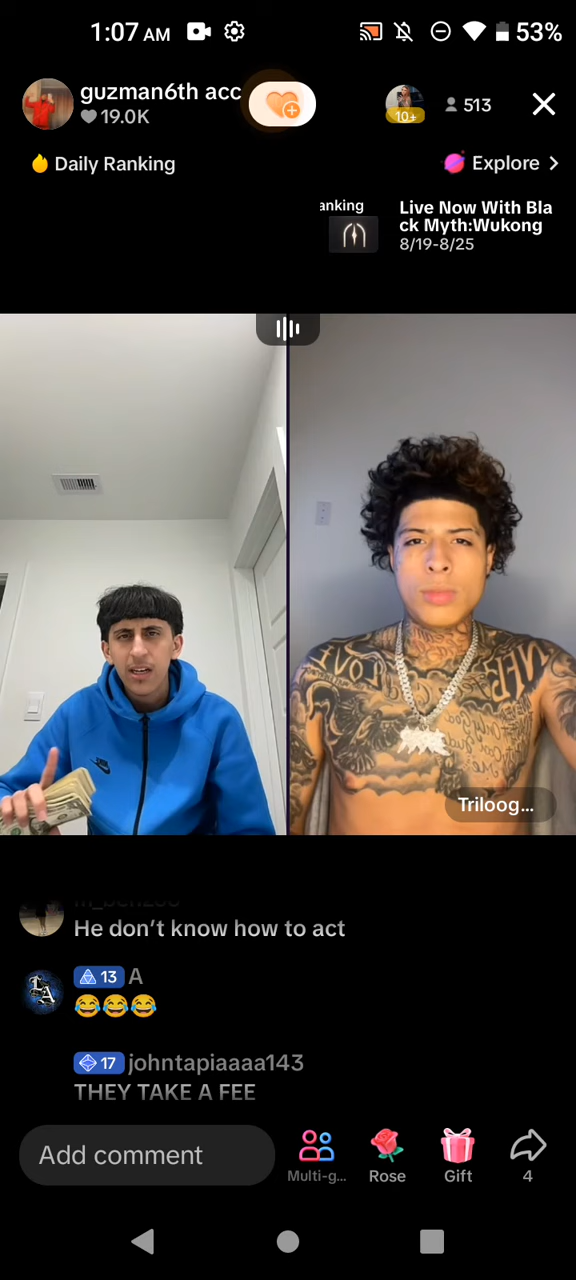 1:07 AM
53%
guzman6th acc
19.0K
10+
513
Daily Ranking
Explore >
anking
Live Now With Bla
ck Myth:Wukong
8/19-8/25
LOVE
Triloog...
He don't know how to act
LA
13 A
😂😂😂
17 johntapiaaaa143
THEY TAKE A FEE
Add comment
Multi-g...
Rose
Gift
4